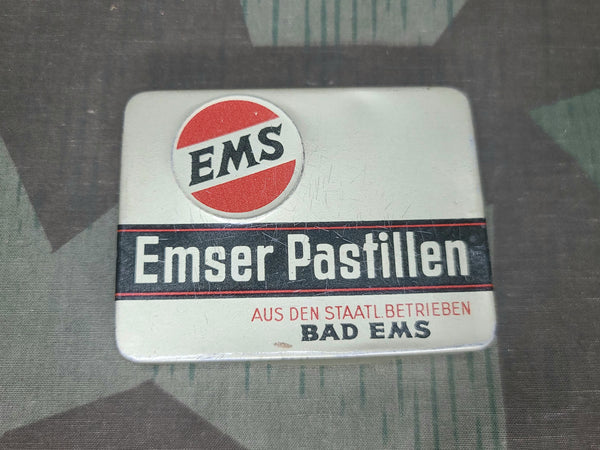 EMS
Emser Pastillen
AUS DEN STAATL. BETRIEBEN
BAD EMS